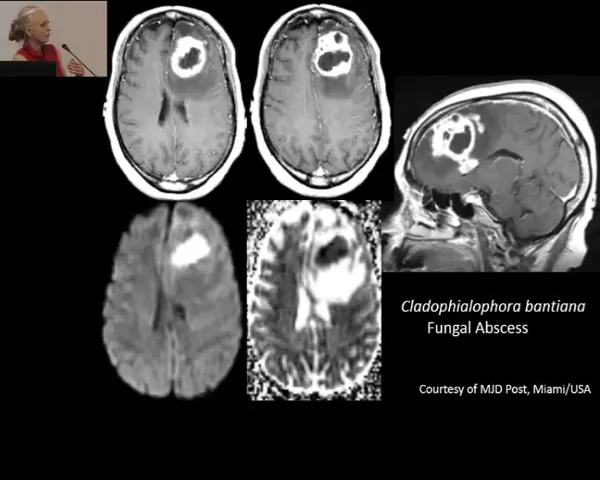 Cladophialophora bantiana
Fungal Abscess
Courtesy of MJD Post, Miami/USA